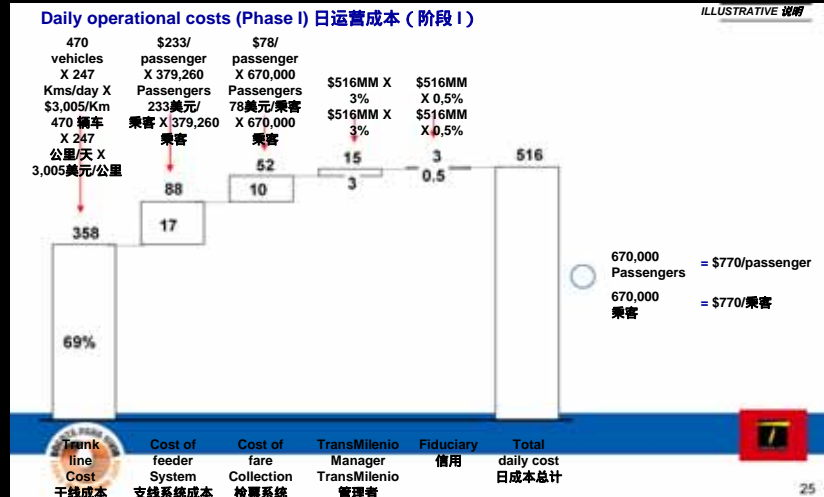 Daily operational costs (Phase I) 日运营成本（阶段 I）
ILLUSTRATIVE 说明
470
vehicles
X 247
Kms/day X
$3,005/Km
470 辆车
X 247
公里/天 X
3,005美元/公里
$233/
passenger
X 379,260
Passengers
233美元/
乘客 X 379,260
乘客
$78/
passenger
X 670,000
Passengers
78美元/乘客
X 670,000
乘客
$516MM X
3%
$516MM X
3%
$516MM
X 0,5%
$516MM
X 0,5%
358
69%
88
17
52
10
15
3
3
0.5
516
670,000
Passengers
= $770/passenger
670,000
乘客
= $770/乘客
Trunk
line
Cost
干线成本
Cost of
feeder
System
支线系统成本
Cost of
fare
Collection
检票系统
TransMilenio
Manager
TransMilenio
管理者
Fiduciary
信用
Total
daily cost
日成本总计
25